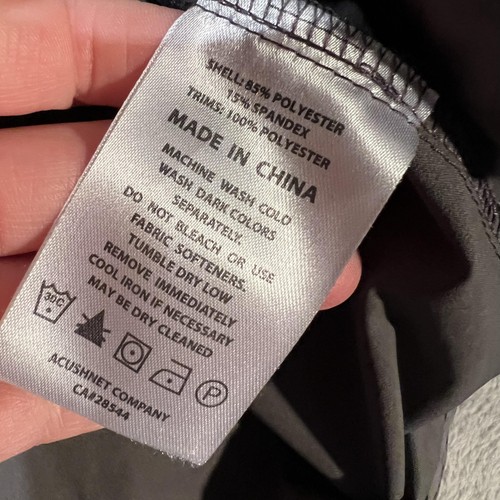 SHELL: 85% POLYESTER
15% SPANDEX
TRIMS: 100% POLYESTER
MADE IN CHINA
MACHINE WASH COLD
WASH DARK COLORS
SEPARATELY.
DO NOT BLEACH OR USE
FABRIC SOFTENERS.
TUMBLE DRY LOW
REMOVE IMMEDIATELY
COOL IRON IF NECESSARY
MAY BE DRY CLEANED
30C
P
ACUSHNET COMPANY
CA#28544